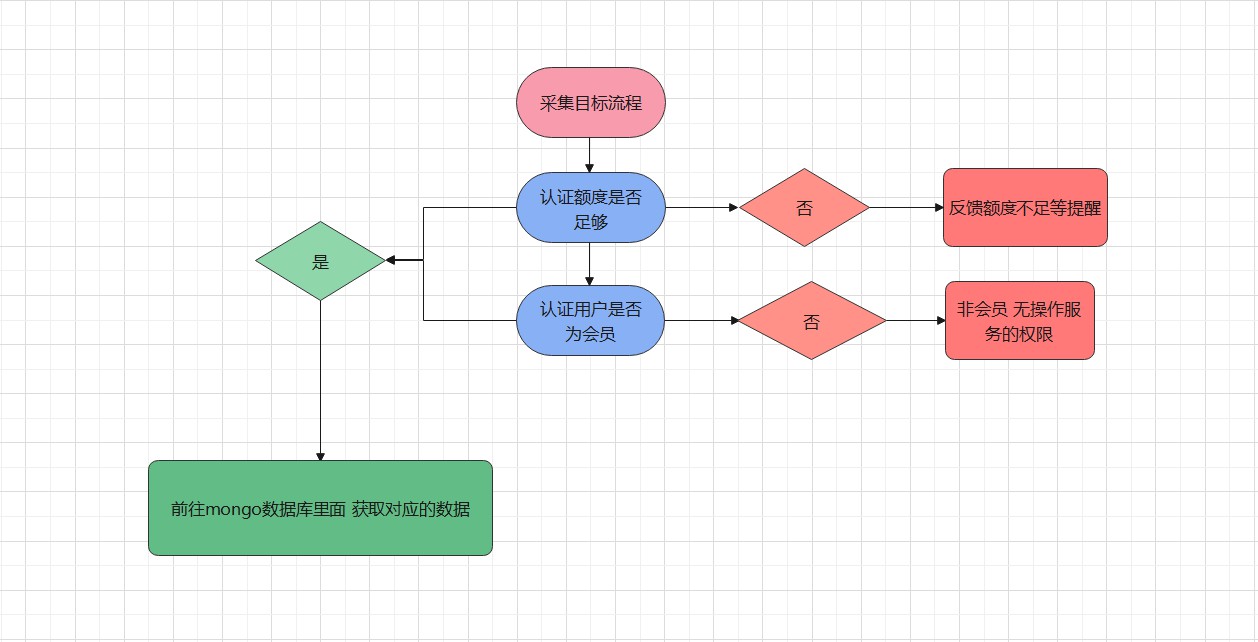 采集目标流程
认证额度是否
足够
否
反馈额度不足等提醒
是
认证用户是否
为会员
否
非会员 无操作服
务的权限
前往mongo数据库里面 获取对应的数据